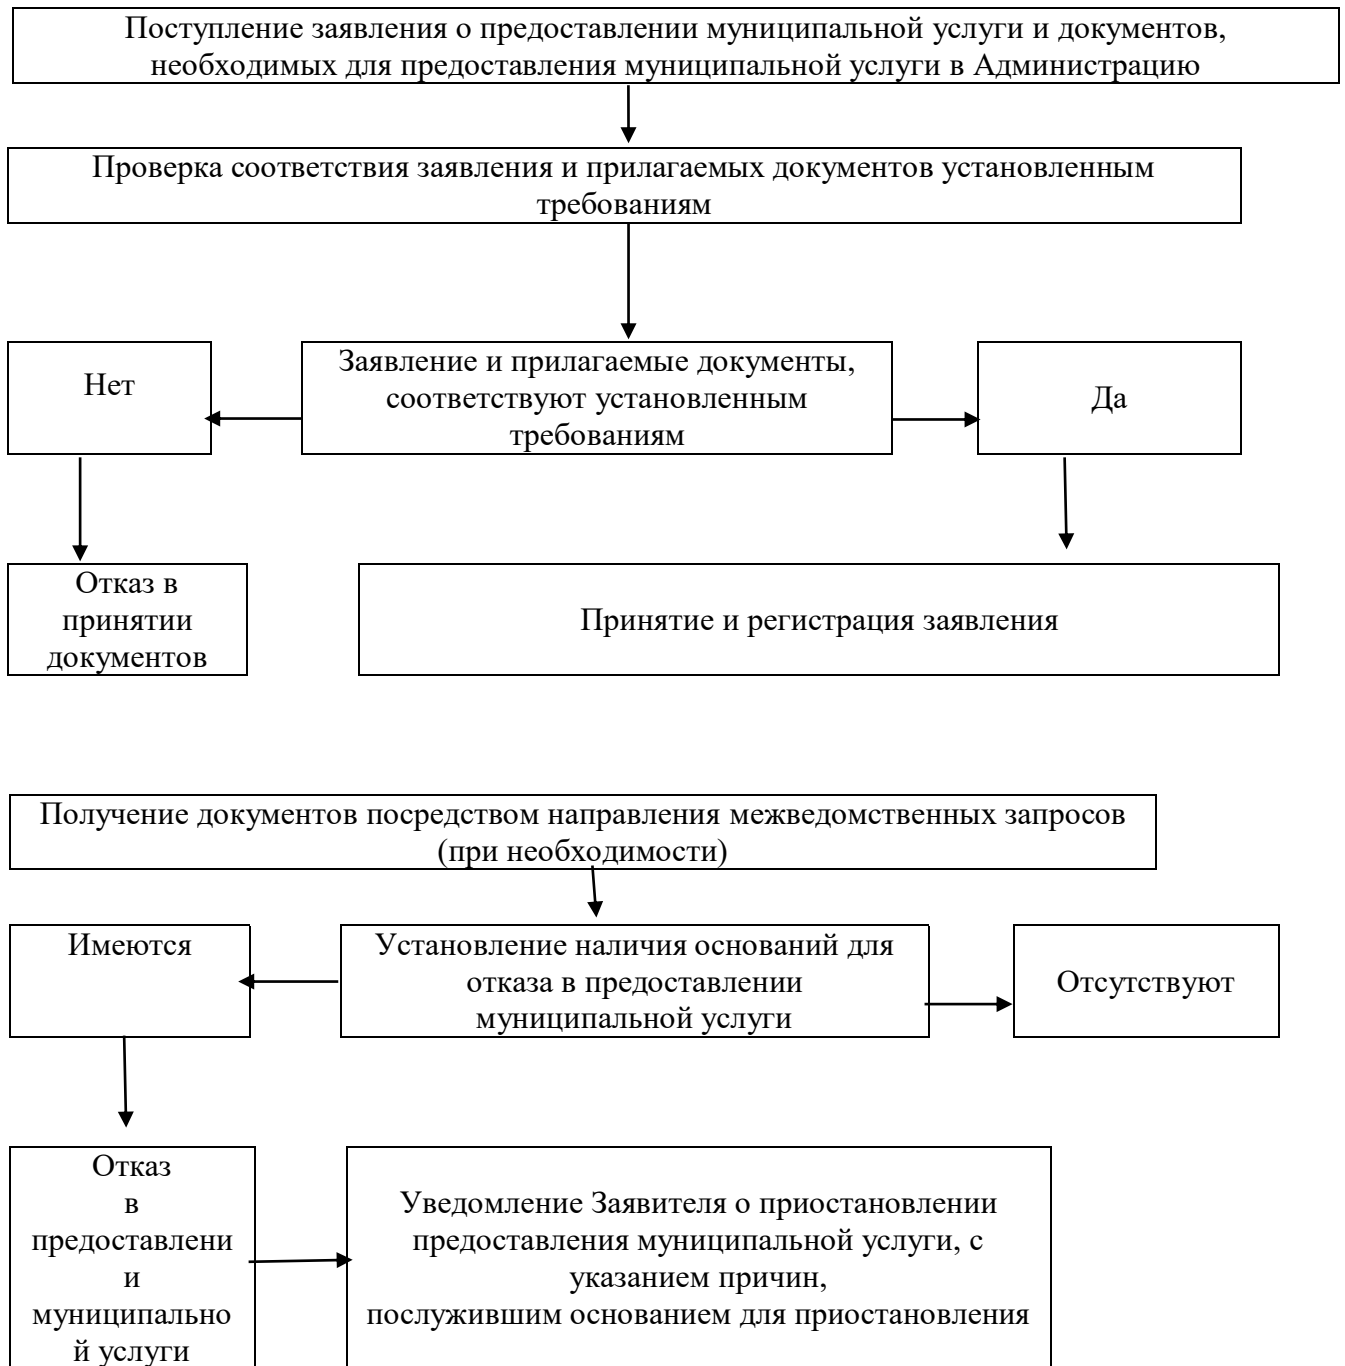 Поступление заявления о предоставлении муниципальной услуги и документов,
необходимых для предоставления муниципальной услуги в Администрацию
Проверка соответствия заявления и прилагаемых документов установленным
требованиям
Нет
Заявление и прилагаемые документы,
соответствуют установленным
требованиям
Да
Отказ в
принятии
документов
Принятие и регистрация заявления
Получение документов посредством направления межведомственных запросов
(при необходимости)
Имеются
Установление наличия оснований для
отказа в предоставлении
муниципальной услуги
Отсутствуют
Отказ
в
предоставлени
и
муниципально
й услуги
Уведомление Заявителя о приостановлении
предоставления муниципальной услуги, с
указанием причин,
послужившим основанием для приостановления